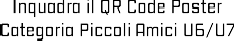 Inquadra il QR Code Poster
Categoria Piccoli Amici U6/U7